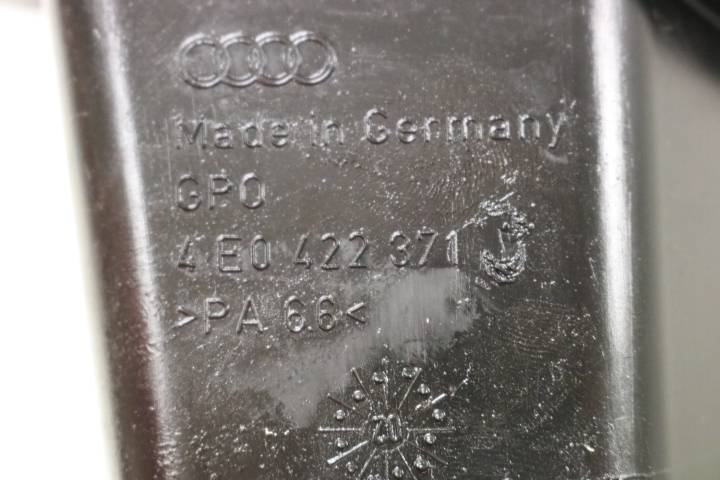 Made in Germany
GPO
4E0 422 371
>PA 6.6<